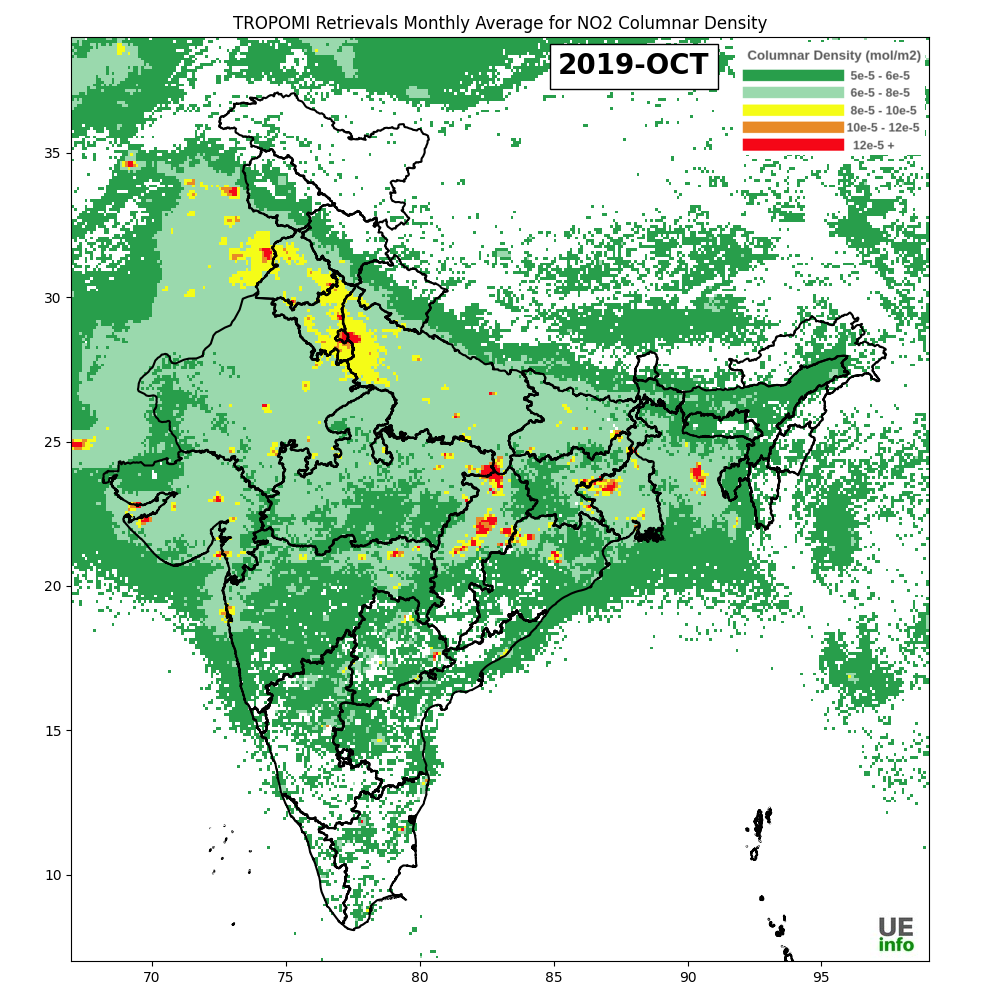 TROPOMI Retrievals Monthly Average for NO2 Columnar Density
2019-OCT
Columnar Density (mol/m2)
5e-5 - 6e-5
6e-5 - 8e-5
8e-5 - 10e-5
10e-5 - 12e-5
12e-5 +
35
30
25
20
15
10
70 75 80 85 90 95
UE
info